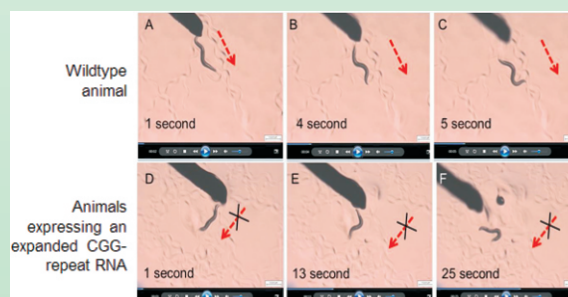 Wildtype
animal
A
1 second
B
4 second
C
5 second
Animals
expressing an
expanded CGG-
repeat RNA
D
1 second
E
13 second
F
25 second